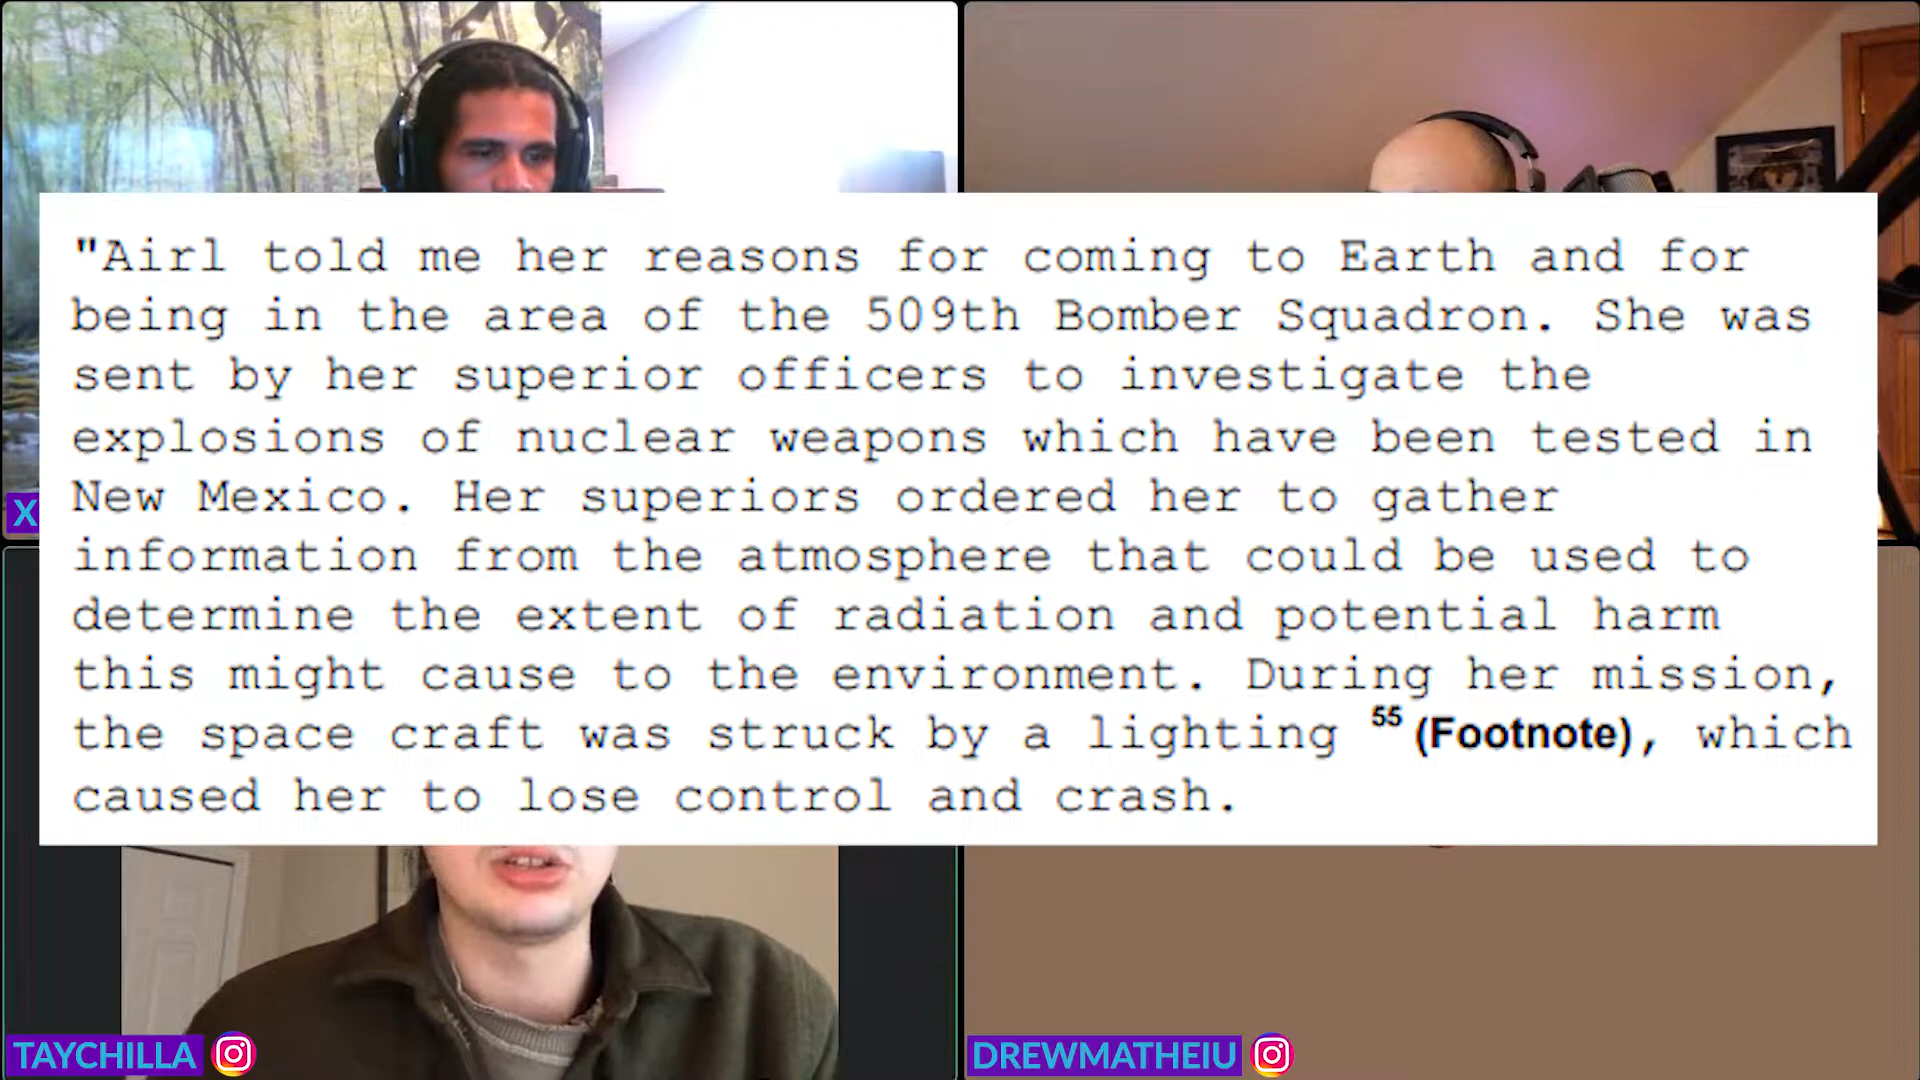 "Airl told me her reasons for coming to Earth and for
being in the area of the 509th Bomber Squadron. She was
sent by her superior officers to investigate the
explosions of nuclear weapons which have been tested in
New Mexico. Her superiors ordered her to gather
information from the atmosphere that could be used to
determine the extent of radiation and potential harm
this might cause to the environment. During her mission,
the space craft was struck by a lighting 55 (Footnote), which
caused her to lose control and crash.
X
TAYCHILLA
DREWMATHEIU